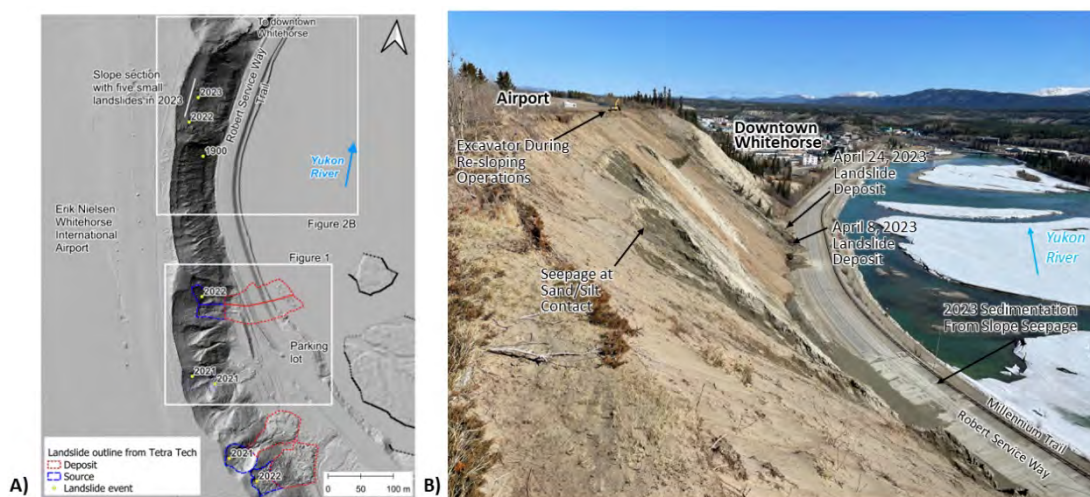 To downtown
Whitehorse
Slope section
with five small
landslides in 2023
Robert Service Way
Trail
2023
2022
1900
Yukon
River
Erik Nielsen
Whitehorse
International
Airport
Figure 2B
Figure 1
2022
Parking
lot
2021
2021
2021
2022
Landslide outline from Tetra Tech
Deposit
Source
Landslide event
0
100 m
A)
Airport
Excavator During
Re-sloping
Operations
Downtown
Whitehorse
April 24, 2023
Landslide
Deposit
April 8, 2023
Landslide
Deposit
Yukon
River
Seepage at
Sand/Silt
Contact
2023 Sedimentation
From Slope Seepage
Millennium Trail
Robert Service Way
B)